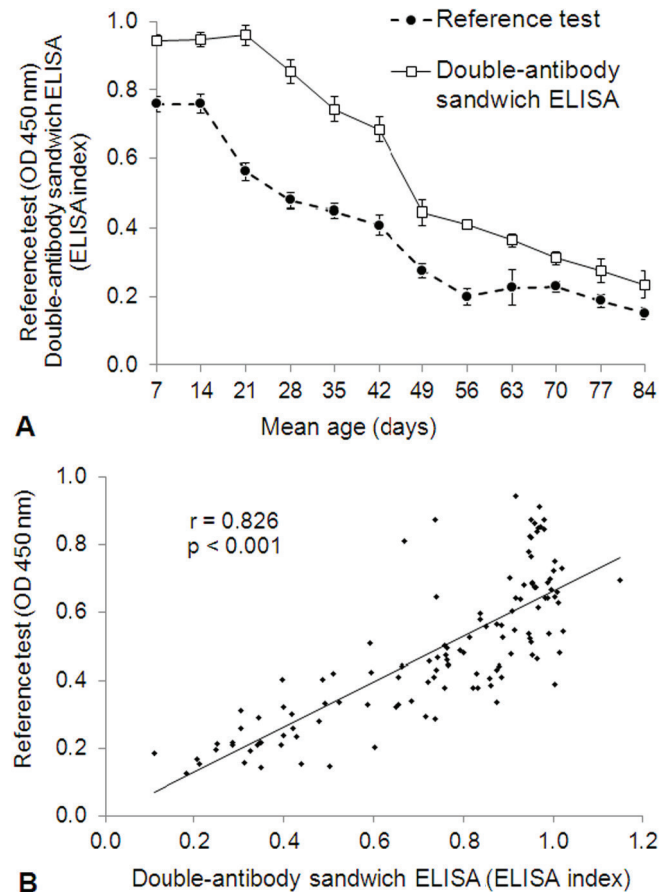 Reference test
Double-antibody
sandwich ELISA
Reference test (OD 450 nm)
Double-antibody sandwich ELISA
(ELISA index)
1.0
0.8
0.6
0.4
0.2
0.0
7 14 21 28 35 42 49 56 63 70 77 84
Mean age (days)
A
Reference test (OD 450 nm)
1.0
0.8
0.6
0.4
0.2
0.0
r = 0.826
p < 0.001
0.0 0.2 0.4 0.6 0.8 1.0 1.2
Double-antibody sandwich ELISA (ELISA index)
B